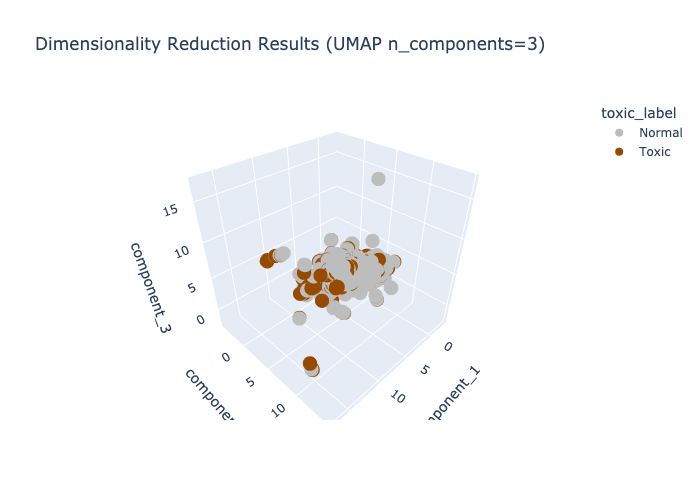 Dimensionality Reduction Results (UMAP n_components=3)
toxic_label
Normal
Toxic
15
10
5
0
component_3
0
5
10
0
5
10